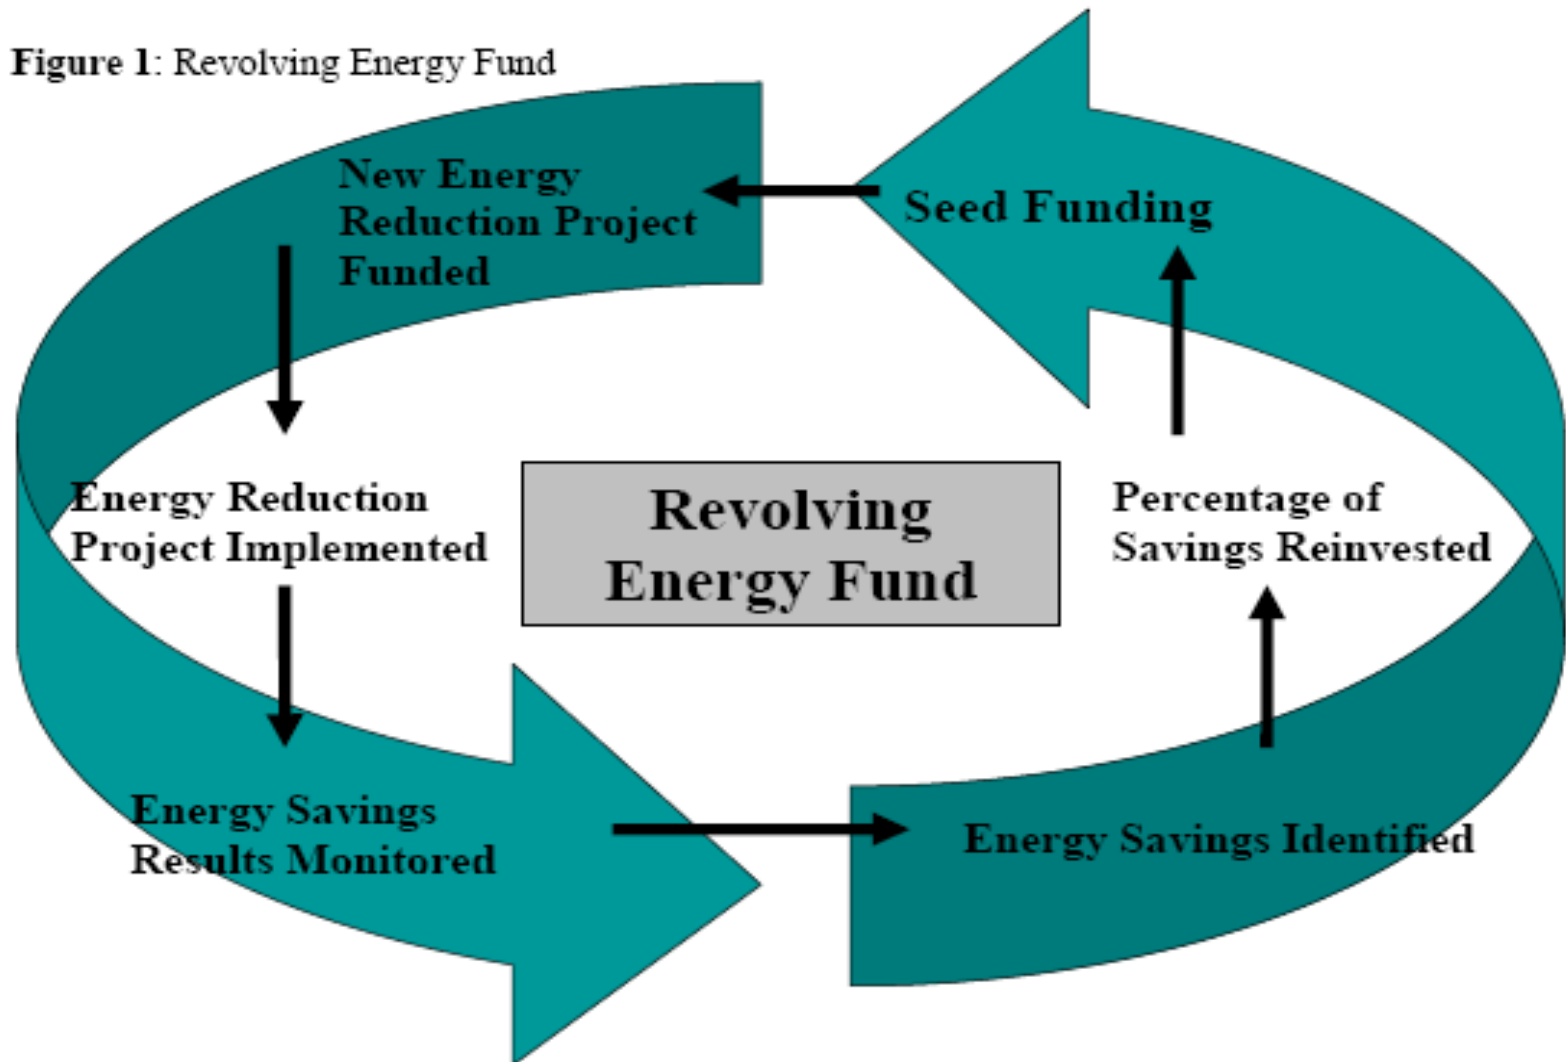 Figure 1: Revolving Energy Fund
New Energy
Reduction Project
Funded
Seed Funding
Energy Reduction
Project Implemented
Revolving
Energy Fund
Percentage of
Savings Reinvested
Energy Savings
Results Monitored
Energy Savings Identified